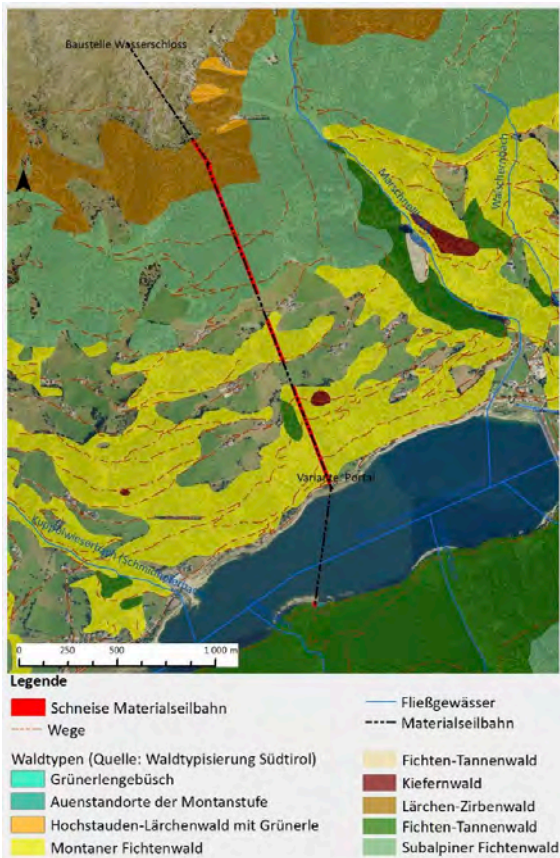 Baustelle Wasserschloss
Marschnellbach
Walschernbach
Variante Portal
0 250 500 1 000 m
Legende
Schneise Materialseilbahn
Wege
Waldtypen (Quelle: Waldtypisierung Südtirol)
Grünerlengebüsch
Auenstandorte der Montanstufe
Hochstauden-Lärchenwald mit Grünerle
Montaner Fichtenwald
Fließgewässer
Materialseilbahn
Fichten-Tannenwald
Kiefernwald
Lärchen-Zirbenwald
Fichten-Tannenwald
Subalpiner Fichtenwald